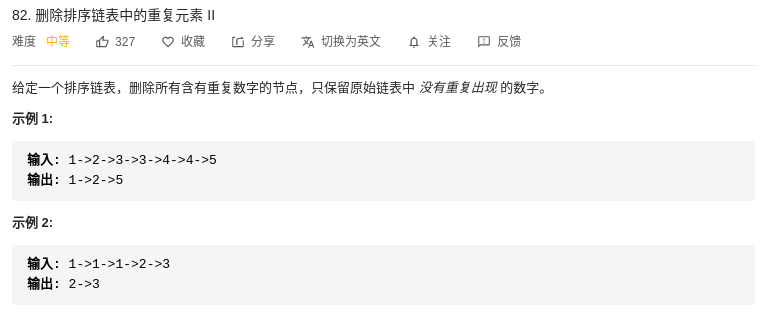 82. 删除排序链表中的重复元素 II
难度 中等 327 收藏 分享 切换为英文 关注 反馈
给定一个排序链表，删除所有含有重复数字的节点，只保留原始链表中 没有重复出现 的数字。
示例 1:
输入: 1->2->3->3->4->4->5
输出: 1->2->5
示例 2:
输入: 1->1->1->2->3
输出: 2->3